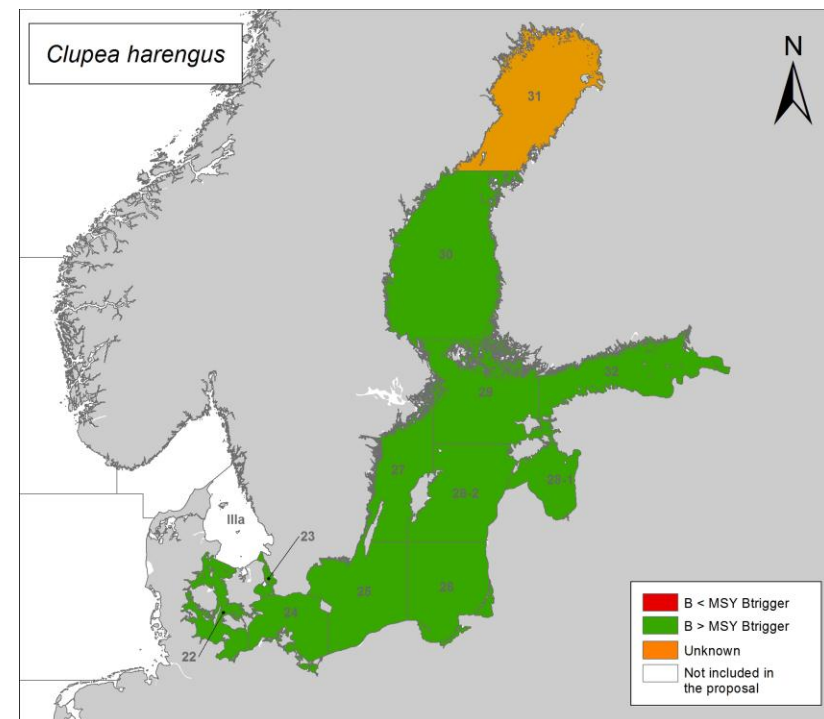 Clupea harengus
N
31
30
29
32
27
28-2
28-1
IIIa
23
25
26
24
22
B < MSY Btrigger
B > MSY Btrigger
Unknown
Not included in
the proposal